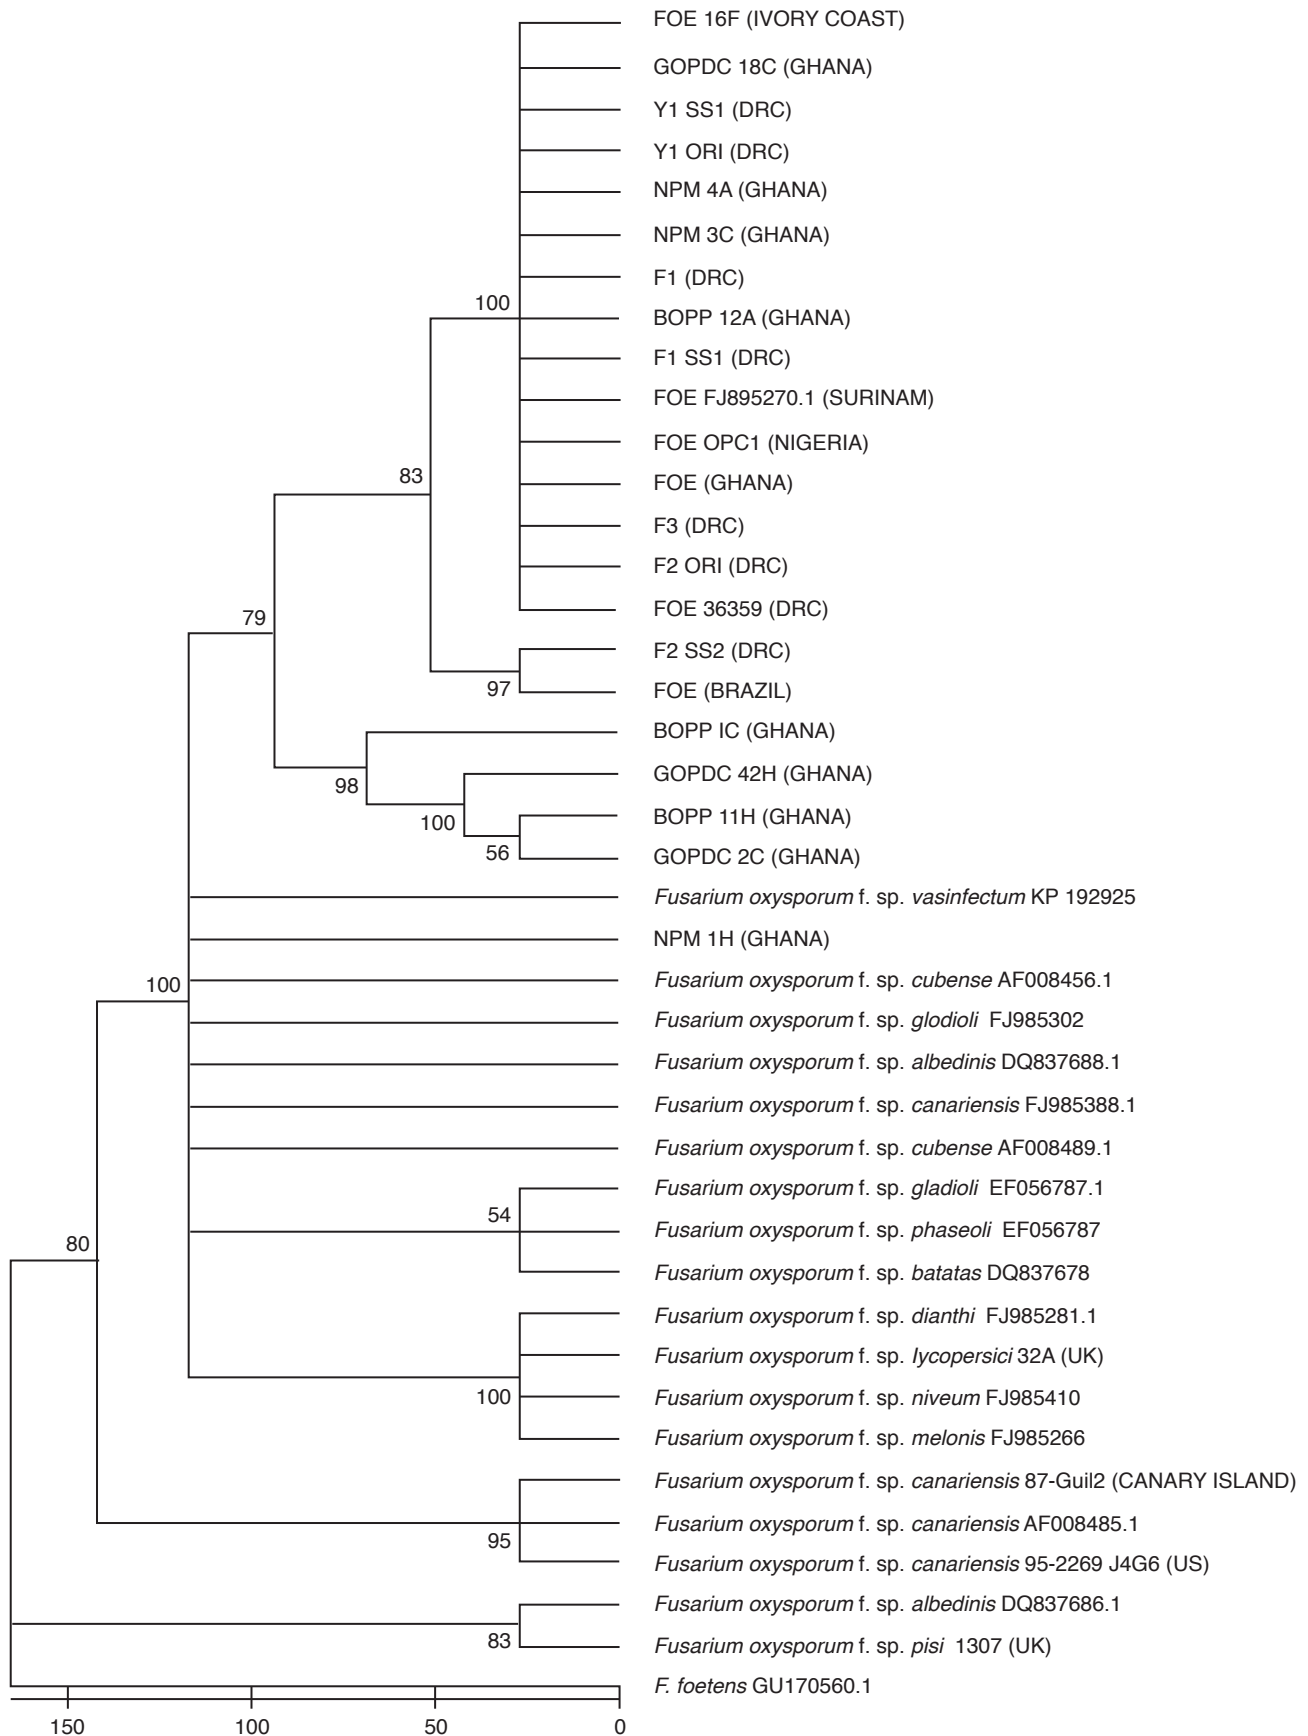 FOE 16F (IVORY COAST)
GOPDC 18C (GHANA)
Y1 SS1 (DRC)
Y1 ORI (DRC)
NPM 4A (GHANA)
NPM 3C (GHANA)
F1 (DRC)
100
BOPP 12A (GHANA)
F1 SS1 (DRC)
FOE FJ895270.1 (SURINAM)
FOE OPC1 (NIGERIA)
83
FOE (GHANA)
F3 (DRC)
F2 ORI (DRC)
FOE 36359 (DRC)
79
F2 SS2 (DRC)
97
FOE (BRAZIL)
BOPP IC (GHANA)
GOPDC 42H (GHANA)
98
BOPP 11H (GHANA)
100
56
GOPDC 2C (GHANA)
Fusarium oxysporum f. sp. vasinfectum KP 192925
NPM 1H (GHANA)
100
Fusarium oxysporum f. sp. cubense AF008456.1
Fusarium oxysporum f. sp. glodioli FJ985302
Fusarium oxysporum f. sp. albedinis DQ837688.1
Fusarium oxysporum f. sp. canariensis FJ985388.1
Fusarium oxysporum f. sp. cubense AF008489.1
Fusarium oxysporum f. sp. gladioli EF056787.1
54
Fusarium oxysporum f. sp. phaseoli EF056787
80
Fusarium oxysporum f. sp. batatas DQ837678
Fusarium oxysporum f. sp. dianthi FJ985281.1
Fusarium oxysporum f. sp. lycopersici 32A (UK)
100
Fusarium oxysporum f. sp. niveum FJ985410
Fusarium oxysporum f. sp. melonis FJ985266
Fusarium oxysporum f. sp. canariensis 87-Guil2 (CANARY ISLAND)
Fusarium oxysporum f. sp. canariensis AF008485.1
95
Fusarium oxysporum f. sp. canariensis 95-2269 J4G6 (US)
Fusarium oxysporum f. sp. albedinis DQ837686.1
83
Fusarium oxysporum f. sp. pisi 1307 (UK)
F. foetens GU170560.1
150 100 50 0